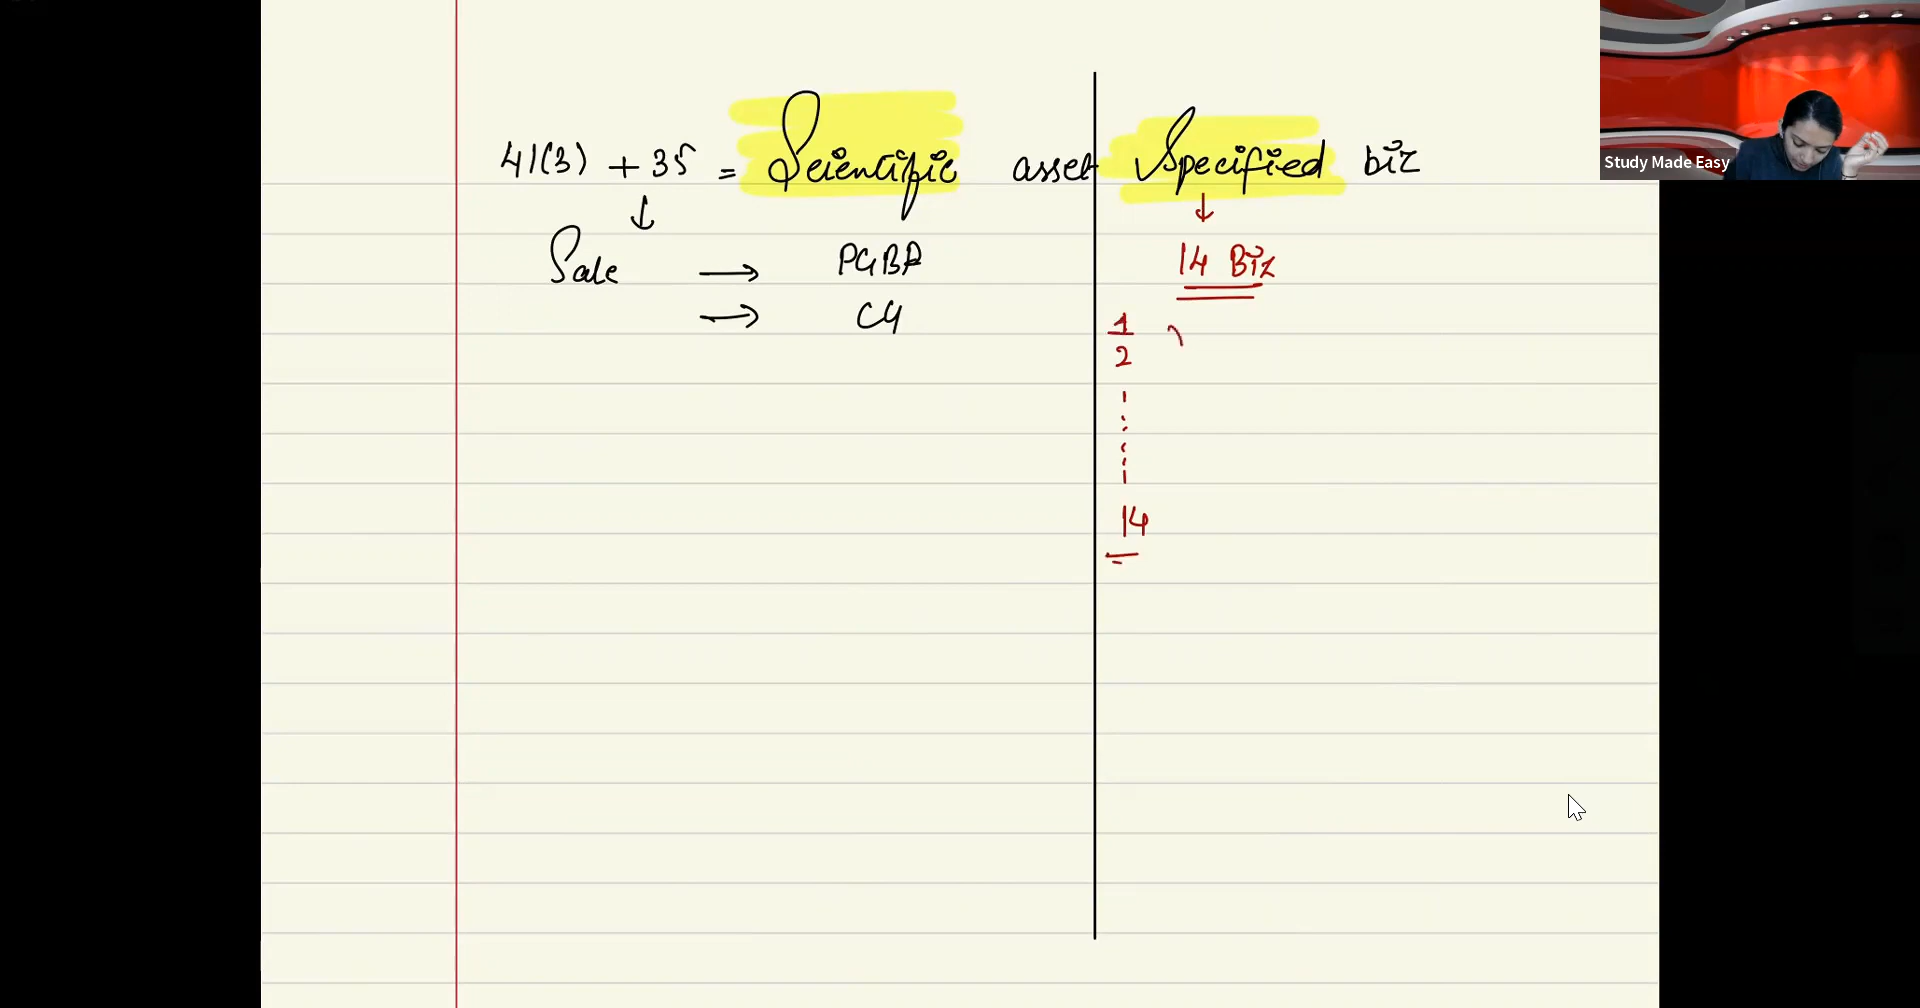 41(3) + 35 = Scientific asset
↓
Sale → PGBP
→ CG
Specified biz
↓
14 Biz
1
2
14
Study Made Easy